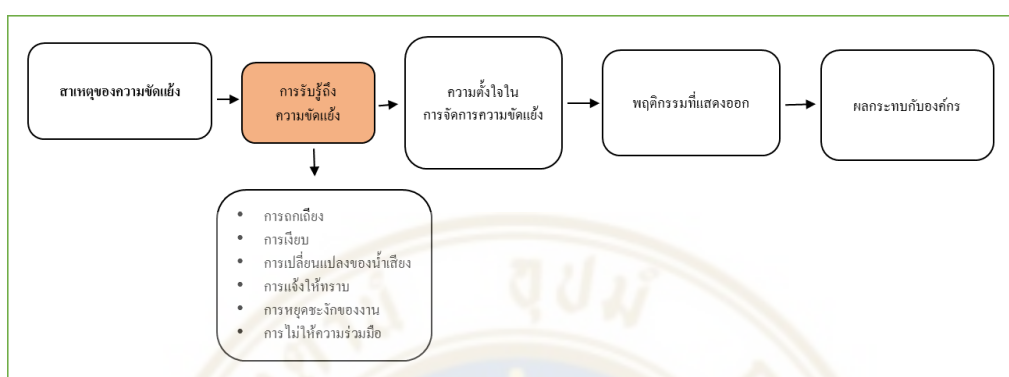 สาเหตุของความขัดแย้ง
การรับรู้ถึง
ความขัดแย้ง
ความตั้งใจใน
การจัดการความขัดแย้ง
พฤติกรรมที่แสดงออก
ผลกระทบกับองค์กร
• การถกเถียง
• การเงียบ
• การเปลี่ยนแปลงของน้ำเสียง
• การแจ้งให้ทราบ
• การหยุดชะงักของงาน
• การไม่ให้ความร่วมมือ
อุปมั